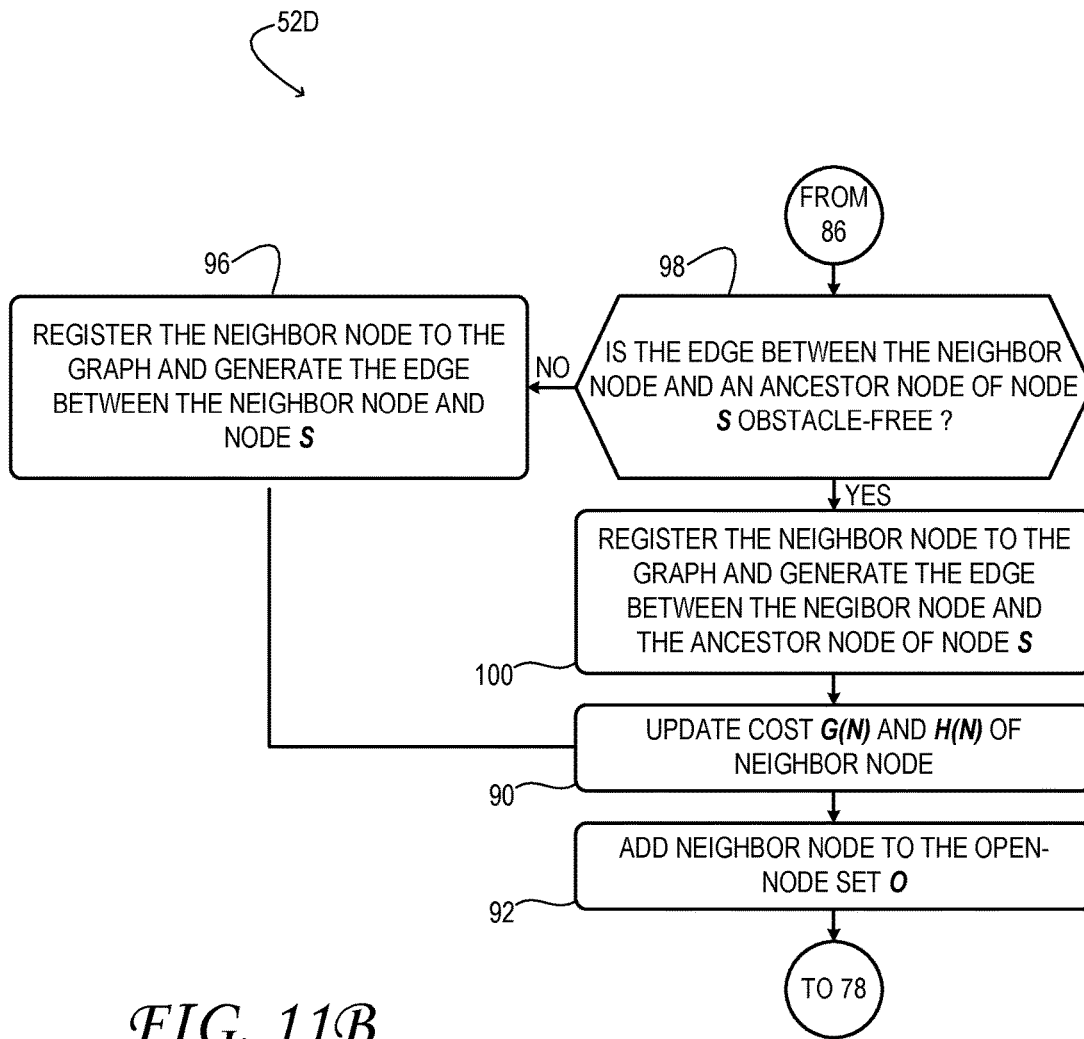 52D
FROM
86
96
98
REGISTER THE NEIGHBOR NODE TO THE
GRAPH AND GENERATE THE EDGE
BETWEEN THE NEIGHBOR NODE AND
NODE S
NO
IS THE EDGE BETWEEN THE NEIGHBOR
NODE AND AN ANCESTOR NODE OF NODE
S OBSTACLE-FREE ?
YES
REGISTER THE NEIGHBOR NODE TO THE
GRAPH AND GENERATE THE EDGE
BETWEEN THE NEGIBOR NODE AND
THE ANCESTOR NODE OF NODE S
100
UPDATE COST G(N) AND H(N) OF
NEIGHBOR NODE
90
ADD NEIGHBOR NODE TO THE OPEN-
NODE SET O
92
TO 78
FIG. 11B